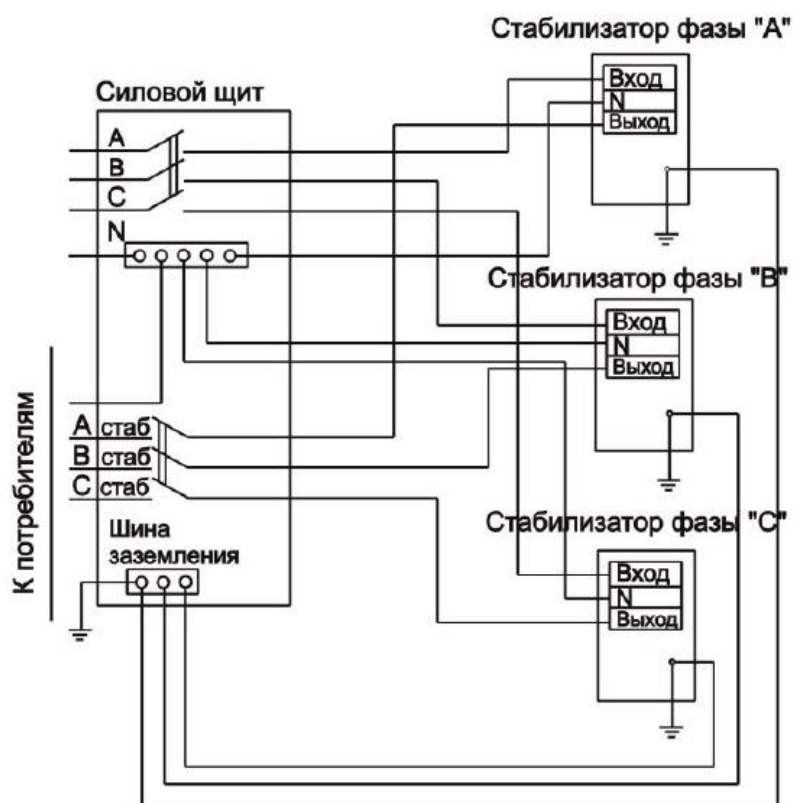 Стабилизатор фазы "А"
Вход
N
Выход
Силовой щит
А
В
С
N
Стабилизатор фазы "В"
Вход
N
Выход
К потребителям
А стаб
В стаб
С стаб
Шина
заземления
Стабилизатор фазы "С"
Вход
N
Выход